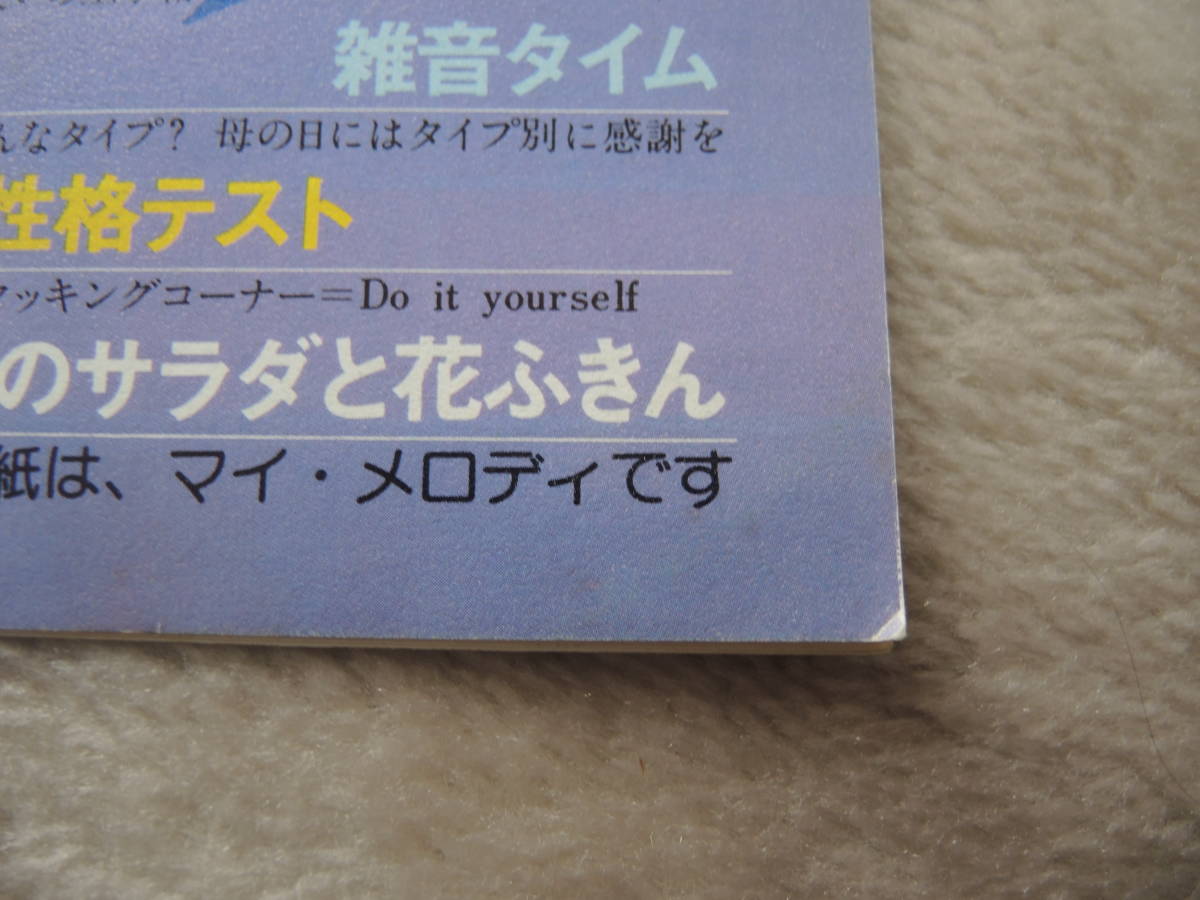 雑音タイム
んなタイプ? 母の日にはタイプ別に感謝を
性格テスト
ッキングコーナー=Do it yourself
のサラダと花ふきん
紙は、マイ・メロディです